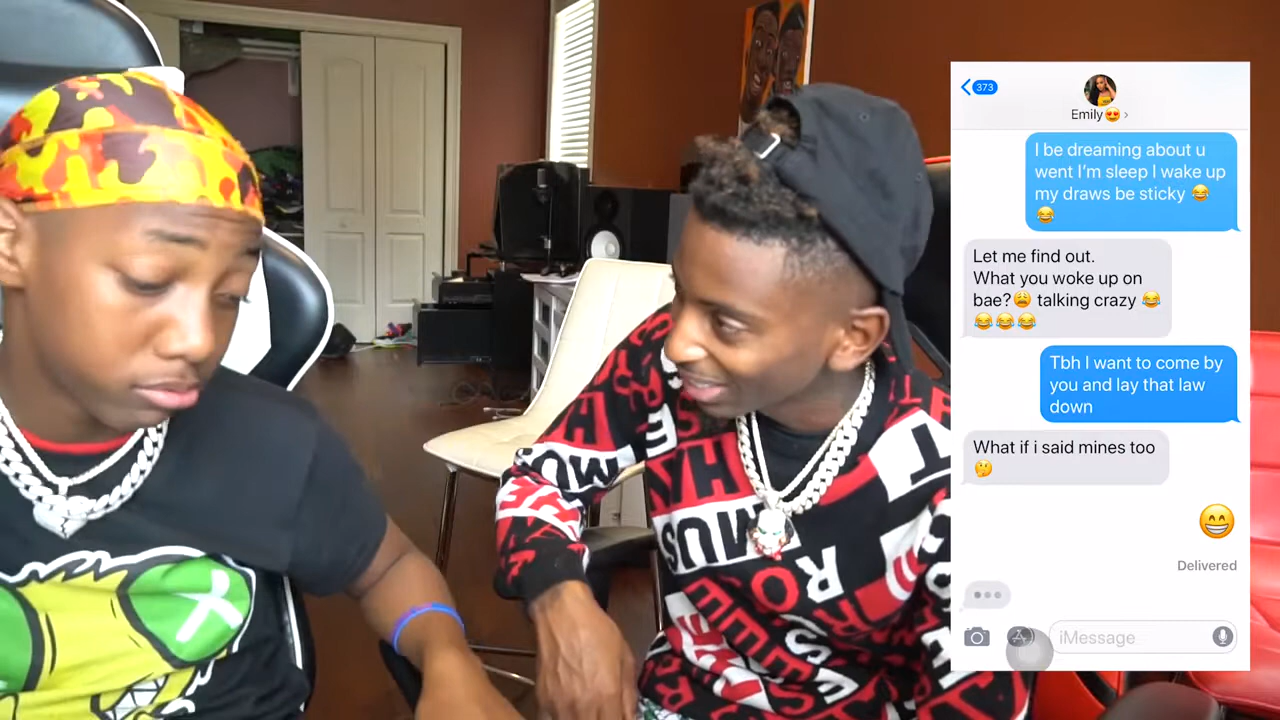 373
Emily😍 ›
I be dreaming about u
went I’m sleep I wake up
my draws be sticky 😂
😂
Let me find out.
What you woke up on
bae?😩 talking crazy 😂
😂😂😂
Tbh I want to come by
you and lay that law
down
What if i said mines too
🤔
😁
Delivered
iMessage